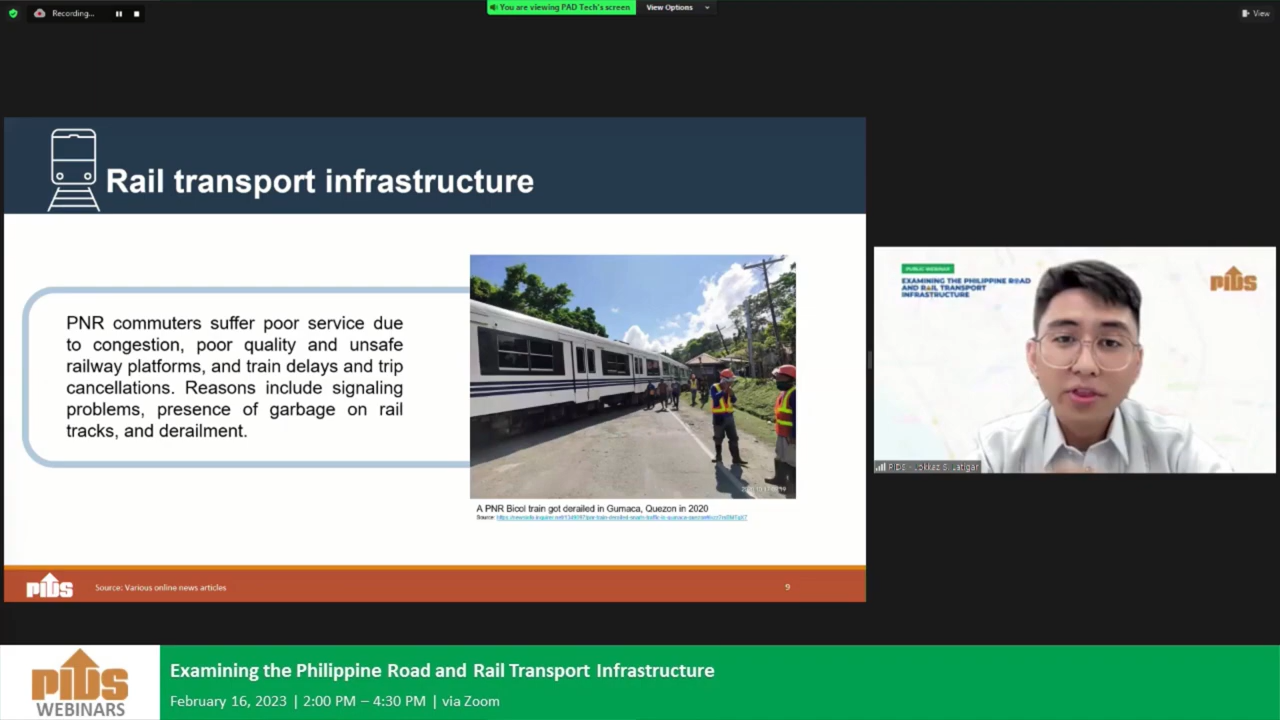 Recording...
You are viewing PAD Tech's screen
View Options
View
Rail transport infrastructure
PNR commuters suffer poor service due
to congestion, poor quality and unsafe
railway platforms, and train delays and trip
cancellations. Reasons include signaling
problems, presence of garbage on rail
tracks, and derailment.
A PNR Bicol train got derailed in Gumaca, Quezon in 2020
Source:
PIDS
Source: Various online news articles
9
PUBLIC WEBINAR
EXAMINING THE PHILIPPINE ROAD
AND RAIL TRANSPORT
INFRASTRUCTURE
PIDS
PIDS -
PIDS
WEBINARS
Examining the Philippine Road and Rail Transport Infrastructure
February 16, 2023 | 2:00 PM – 4:30 PM | via Zoom